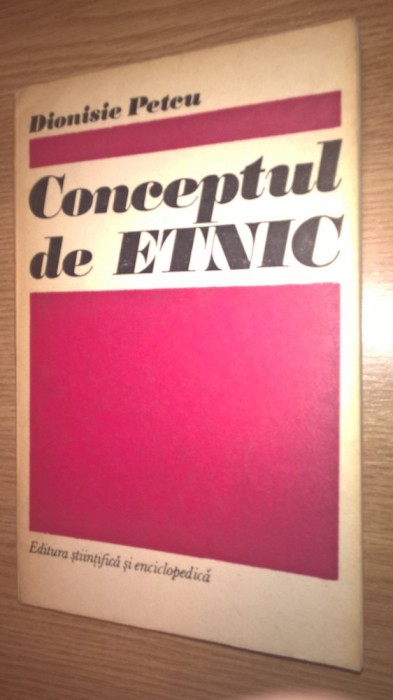 Dionisie Petcu
Conceptul
de ETNIC
Editura științifică și enciclopedică